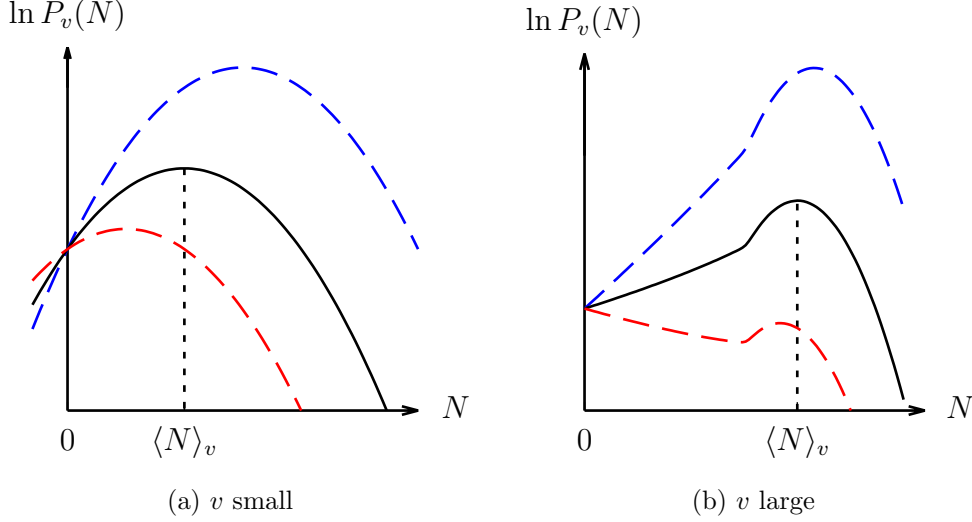 ln P_v(N)
N
0
⟨N⟩_v
(a) v small
ln P_v(N)
N
0
⟨N⟩_v
(b) v large